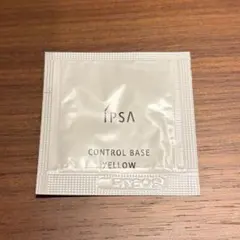 IPSA
CONTROL BASE
YELLOW